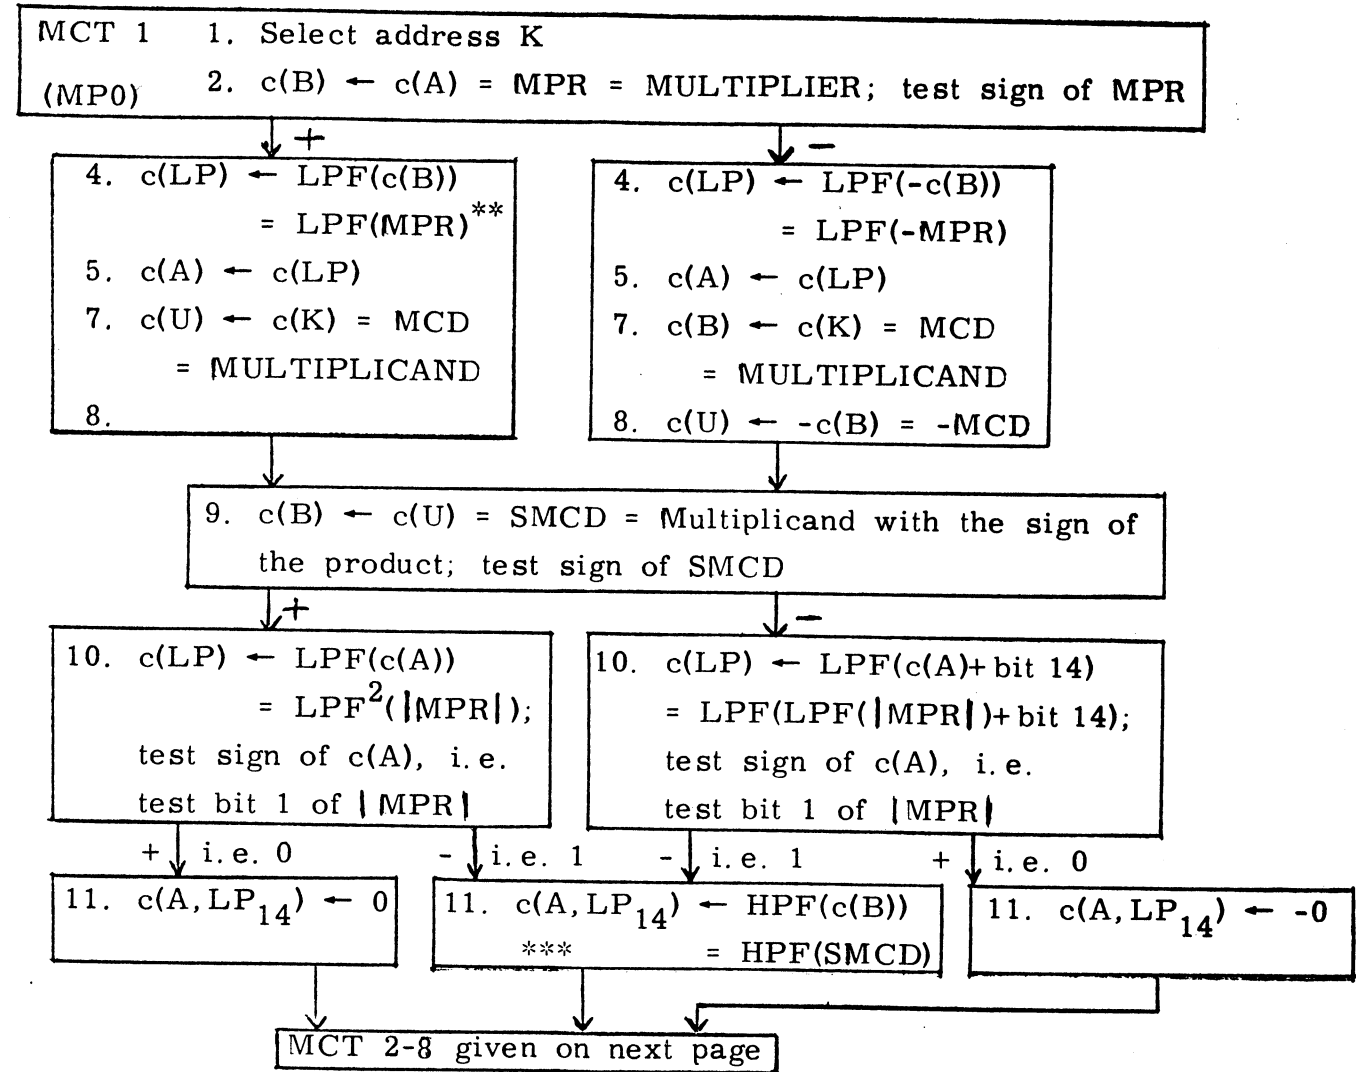 MCT 1 1. Select address K
(MP0) 2. c(B) ← c(A) = MPR = MULTIPLIER; test sign of MPR
+
-
4. c(LP) ← LPF(c(B))
= LPF(MPR)**
5. c(A) ← c(LP)
7. c(U) ← c(K) = MCD
= MULTIPLICAND
8.
4. c(LP) ← LPF(-c(B))
= LPF(-MPR)
5. c(A) ← c(LP)
7. c(B) ← c(K) = MCD
= MULTIPLICAND
8. c(U) ← -c(B) = -MCD
9. c(B) ← c(U) = SMCD = Multiplicand with the sign of
the product; test sign of SMCD
+
-
10. c(LP) ← LPF(c(A))
= LPF²(|MPR|);
test sign of c(A), i.e.
test bit 1 of |MPR|
10. c(LP) ← LPF(c(A)+bit 14)
= LPF(LPF(|MPR|)+bit 14);
test sign of c(A), i.e.
test bit 1 of |MPR|
+ i.e. 0
- i.e. 1
- i.e. 1
+ i.e. 0
11. c(A, LP₁₄) ← 0
11. c(A, LP₁₄) ← HPF(c(B))
*** = HPF(SMCD)
11. c(A, LP₁₄) ← -0
MCT 2-8 given on next page